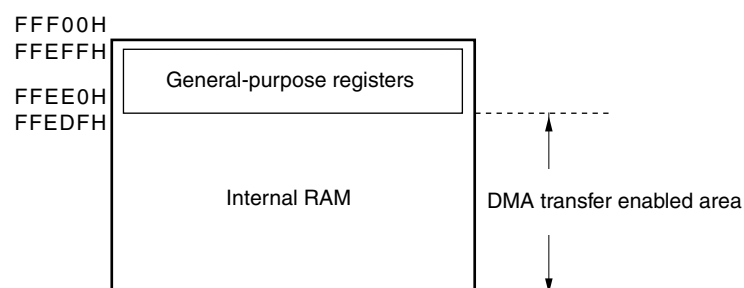 FFF00H
FFEFFH
General-purpose registers
FFEE0H
FFEDFH
Internal RAM
DMA transfer enabled area